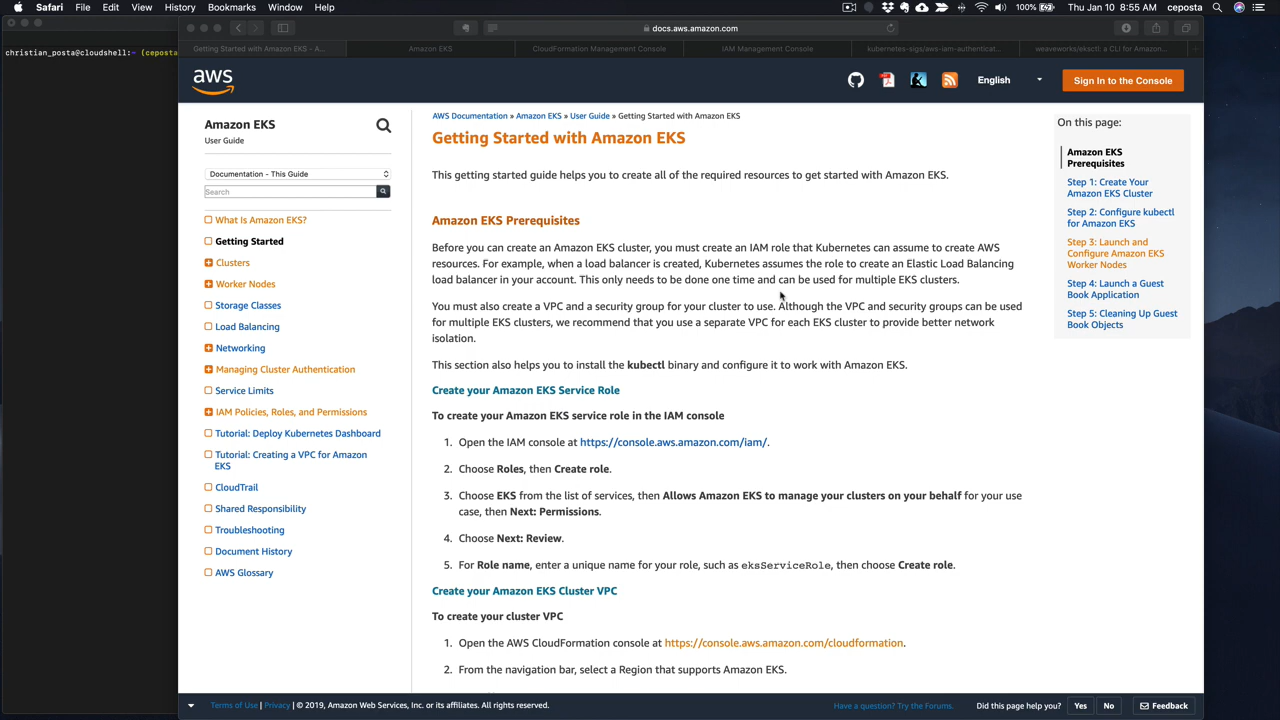 Safari File Edit View History Bookmarks Window Help
100% ceposta
docs.aws.amazon.com
Getting Started with Amazon EKS - A... Amazon EKS CloudFormation Management Console IAM Management Console kubernetes-sigs/aws-iam-authenticat... weaveworks/eksctl: a CLI for Amazon...
christian_posta@cloudshell:~ (ceposta
aws
English
Sign In to the Console
Amazon EKS
User Guide
Documentation - This Guide
Search
What Is Amazon EKS?
Getting Started
Clusters
Worker Nodes
Storage Classes
Load Balancing
Networking
Managing Cluster Authentication
Service Limits
IAM Policies, Roles, and Permissions
Tutorial: Deploy Kubernetes Dashboard
Tutorial: Creating a VPC for Amazon
EKS
CloudTrail
Shared Responsibility
Troubleshooting
Document History
AWS Glossary
AWS Documentation » Amazon EKS » User Guide » Getting Started with Amazon EKS
Getting Started with Amazon EKS
This getting started guide helps you to create all of the required resources to get started with Amazon EKS.
Amazon EKS Prerequisites
Before you can create an Amazon EKS cluster, you must create an IAM role that Kubernetes can assume to create AWS
resources. For example, when a load balancer is created, Kubernetes assumes the role to create an Elastic Load Balancing
load balancer in your account. This only needs to be done one time and can be used for multiple EKS clusters.
You must also create a VPC and a security group for your cluster to use. Although the VPC and security groups can be used
for multiple EKS clusters, we recommend that you use a separate VPC for each EKS cluster to provide better network
isolation.
This section also helps you to install the kubectl binary and configure it to work with Amazon EKS.
Create your Amazon EKS Service Role
To create your Amazon EKS service role in the IAM console
1. Open the IAM console at https://console.aws.amazon.com/iam/.
2. Choose Roles, then Create role.
3. Choose EKS from the list of services, then Allows Amazon EKS to manage your clusters on your behalf for your use
case, then Next: Permissions.
4. Choose Next: Review.
5. For Role name, enter a unique name for your role, such as eksServiceRole, then choose Create role.
Create your Amazon EKS Cluster VPC
To create your cluster VPC
1. Open the AWS CloudFormation console at https://console.aws.amazon.com/cloudformation.
2. From the navigation bar, select a Region that supports Amazon EKS.
On this page:
Amazon EKS
Prerequisites
Step 1: Create Your
Amazon EKS Cluster
Step 2: Configure kubectl
for Amazon EKS
Step 3: Launch and
Configure Amazon EKS
Worker Nodes
Step 4: Launch a Guest
Book Application
Step 5: Cleaning Up Guest
Book Objects
Terms of Use | Privacy | © 2019, Amazon Web Services, Inc. or its affiliates. All rights reserved.
Have a question? Try the Forums. Did this page help you? Yes No Feedback